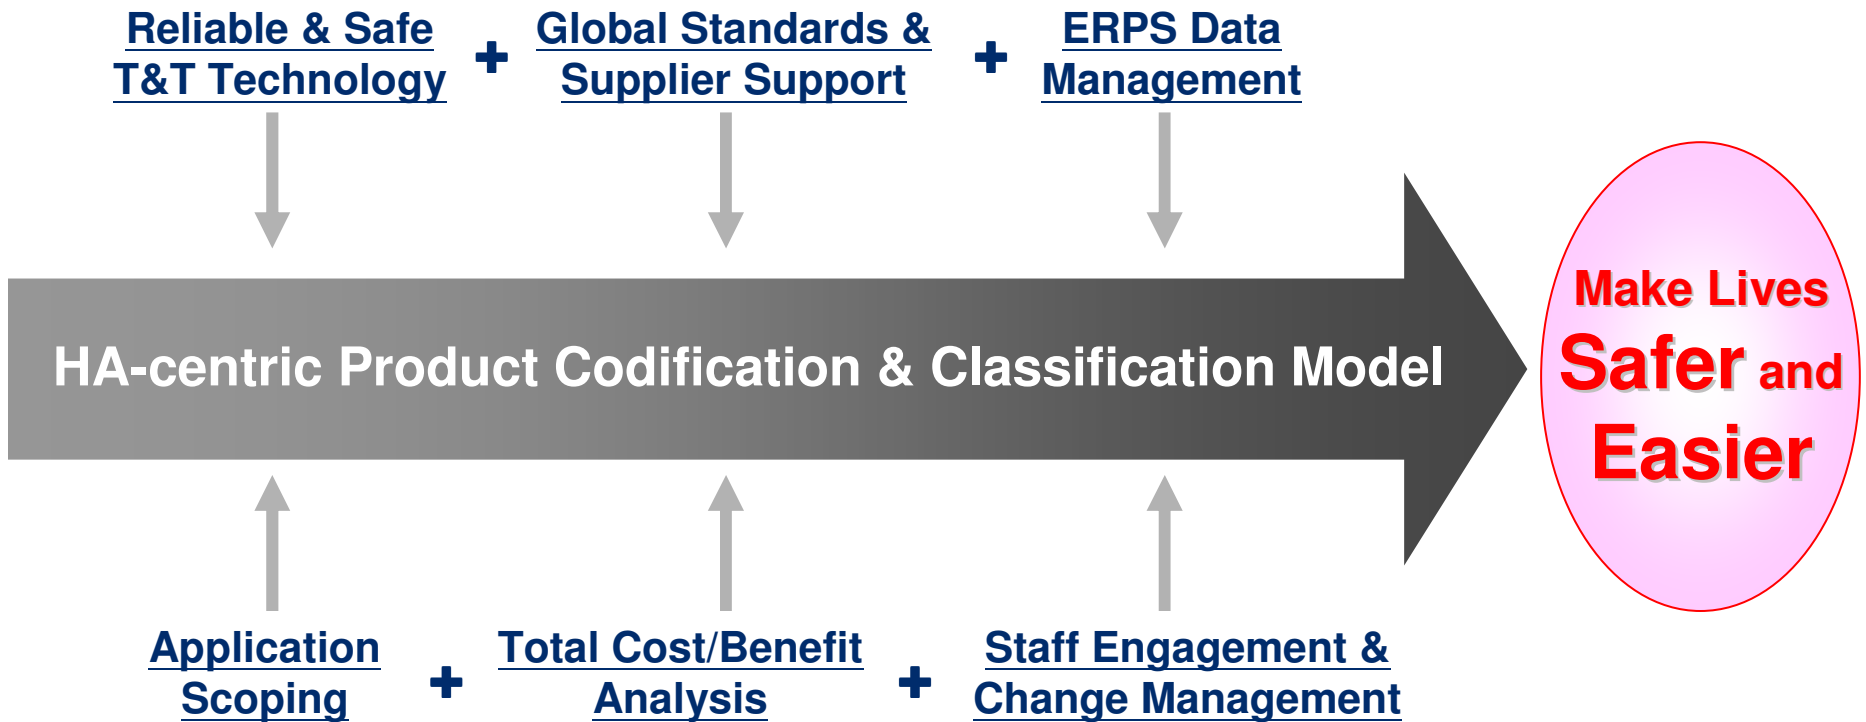 Reliable & Safe
T&T Technology
+
Global Standards &
Supplier Support
+
ERPS Data
Management
HA-centric Product Codification & Classification Model
Make Lives
Safer and
Easier
Application
Scoping
+
Total Cost/Benefit
Analysis
+
Staff Engagement &
Change Management